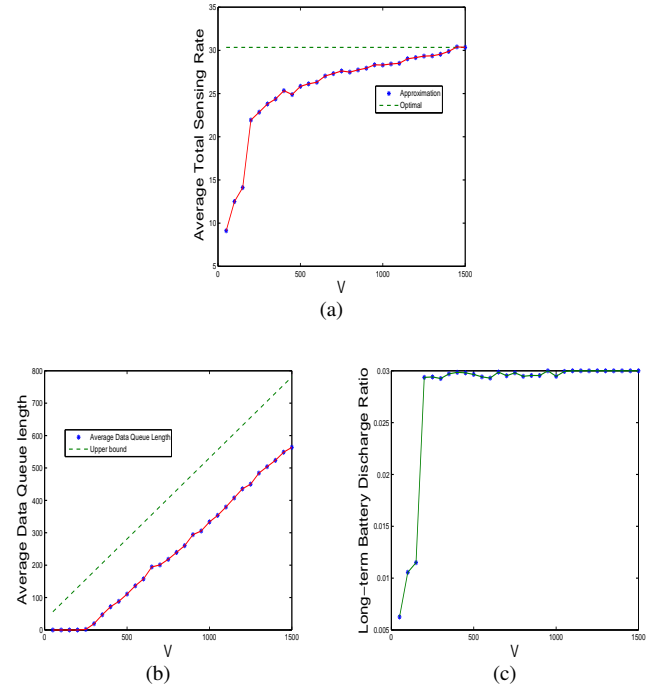 35
30
25
20
15
10
5
0 500 1000 1500
Average Total Sensing Rate
Approximation
Optimal
V
(a)
800
700
600
500
400
300
200
100
0
0 500 1000 1500
Average Data Queue length
Average Data Queue Length
Upper bound
V
(b)
0.03
0.025
0.02
0.015
0.01
0.005
0 500 1000 1500
Long-term Battery Discharge Ratio
V
(c)